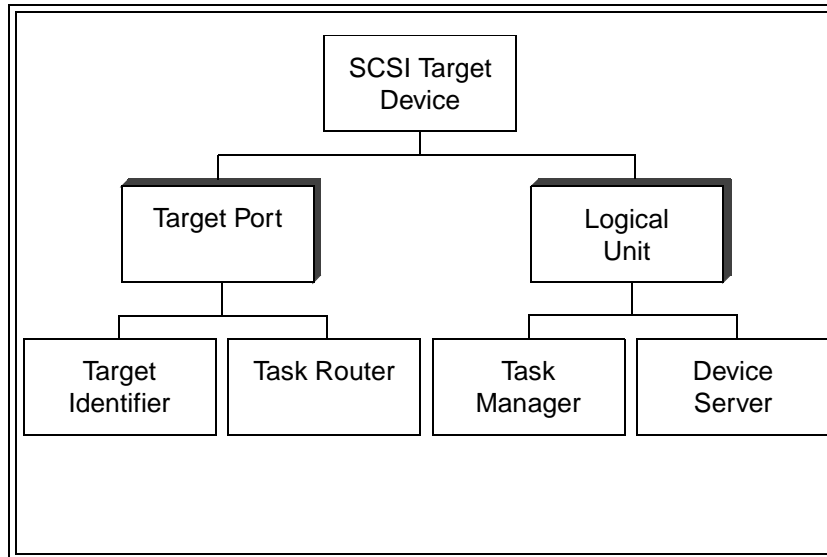 SCSI Target
Device
Target Port
Logical
Unit
Target
Identifier
Task Router
Task
Manager
Device
Server